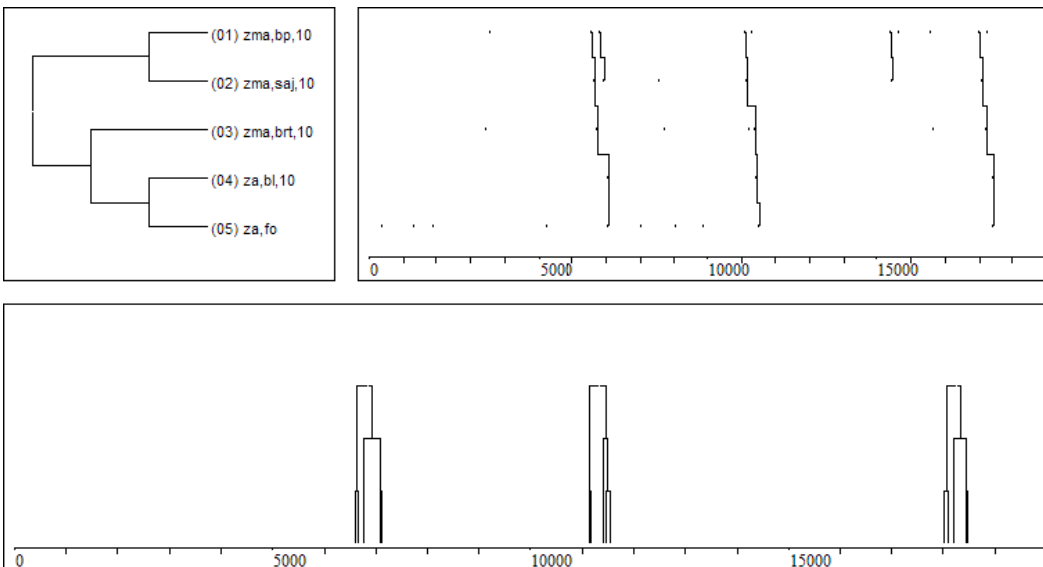 (01) zma,bp,10
(02) zma,saj,10
(03) zma,brt,10
(04) za,bl,10
(05) za,fo
0 5000 10000 15000
0 5000 10000 15000